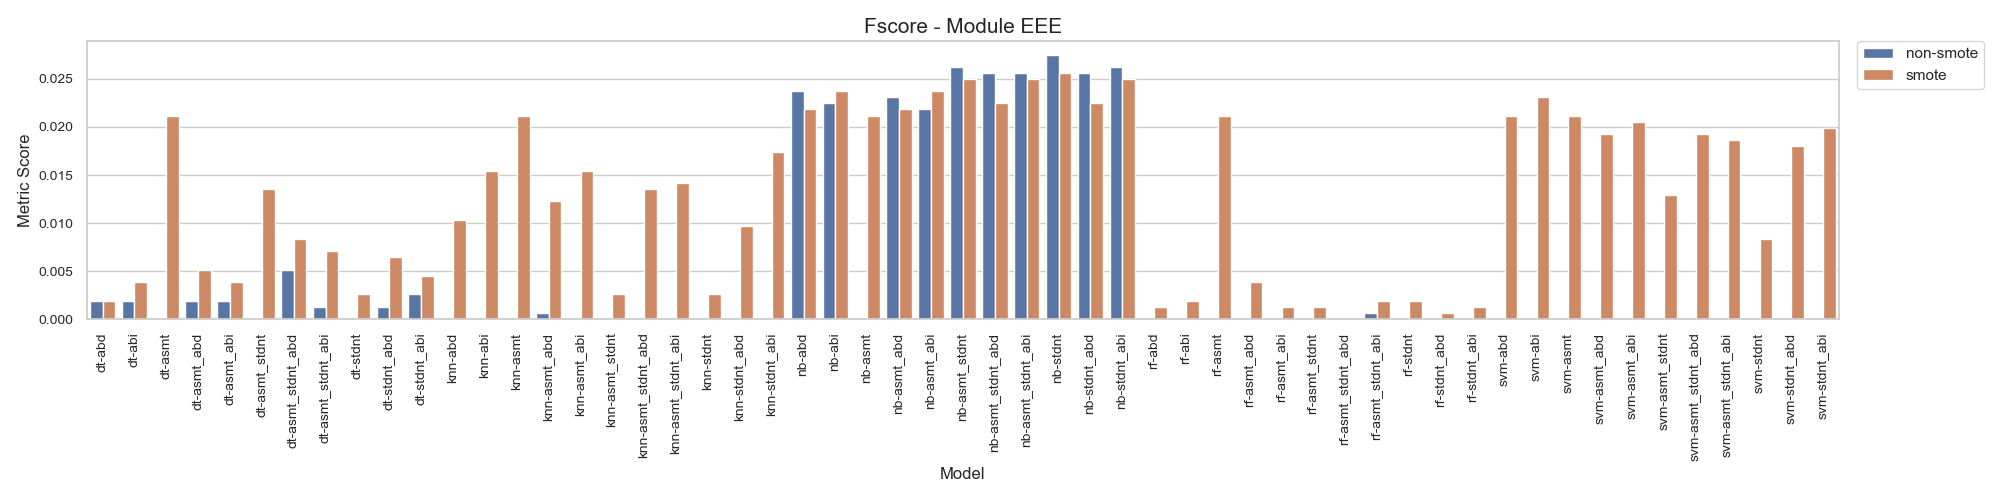 Fscore - Module EEE
non-smote
smote
Metric Score
0.025
0.020
0.015
0.010
0.005
0.000
dt-abd
dt-abi
dt-asmt
dt-asmt_abd
dt-asmt_abi
dt-asmt_stdnt
dt-asmt_stdnt_abd
dt-asmt_stdnt_abi
dt-stdnt
dt-stdnt_abd
dt-stdnt_abi
knn-abd
knn-abi
knn-asmt
knn-asmt_abd
knn-asmt_abi
knn-asmt_stdnt
knn-asmt_stdnt_abd
knn-asmt_stdnt_abi
knn-stdnt
knn-stdnt_abd
knn-stdnt_abi
nb-abd
nb-abi
nb-asmt
nb-asmt_abd
nb-asmt_abi
nb-asmt_stdnt
nb-asmt_stdnt_abd
nb-asmt_stdnt_abi
nb-stdnt
nb-stdnt_abd
nb-stdnt_abi
rf-abd
rf-abi
rf-asmt
rf-asmt_abd
rf-asmt_abi
rf-asmt_stdnt
rf-asmt_stdnt_abd
rf-asmt_stdnt_abi
rf-stdnt
rf-stdnt_abd
rf-stdnt_abi
svm-abd
svm-abi
svm-asmt
svm-asmt_abd
svm-asmt_abi
svm-asmt_stdnt
svm-asmt_stdnt_abd
svm-asmt_stdnt_abi
svm-stdnt
svm-stdnt_abd
svm-stdnt_abi
Model